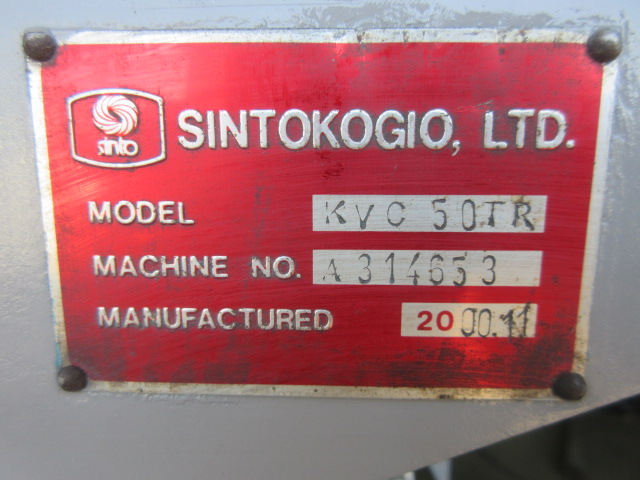 sinto
SINTOKOGIO, LTD.
MODEL KVC 50TR
MACHINE NO. A314653
MANUFACTURED 2000.11